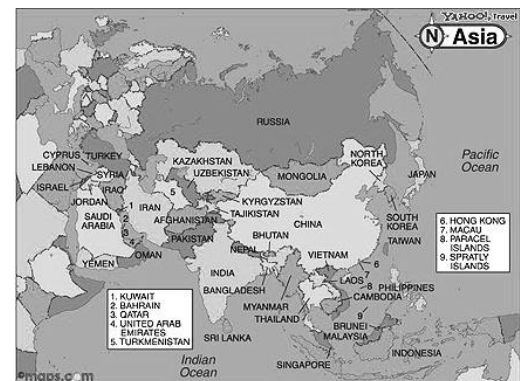 YAHOO! Travel
N Asia
RUSSIA
CYPRUS
TURKEY
LEBANON
SYRIA
ISRAEL
IRAQ
JORDAN
SAUDI
ARABIA
YEMEN
OMAN
IRAN
1
2
3
4
5
KAZAKHSTAN
UZBEKISTAN
MONGOLIA
NORTH
KOREA
JAPAN
Pacific
Ocean
KYRGYZSTAN
TAJIKISTAN
AFGHANISTAN
PAKISTAN
CHINA
BHUTAN
NEPAL
SOUTH
KOREA
TAIWAN
INDIA
BANGLADESH
VIETNAM
6
7
8
9
LAOS
CAMBODIA
PHILIPPINES
MYANMAR
THAILAND
BRUNEI
MALAYSIA
SRI LANKA
SINGAPORE
INDONESIA
Indian
Ocean
6. HONG KONG
7. MACAU
8. PARACEL
ISLANDS
9. SPRATLY
ISLANDS
1. KUWAIT
2. BAHRAIN
3. QATAR
4. UNITED ARAB
EMIRATES
5. TURKMENISTAN
©maps.com